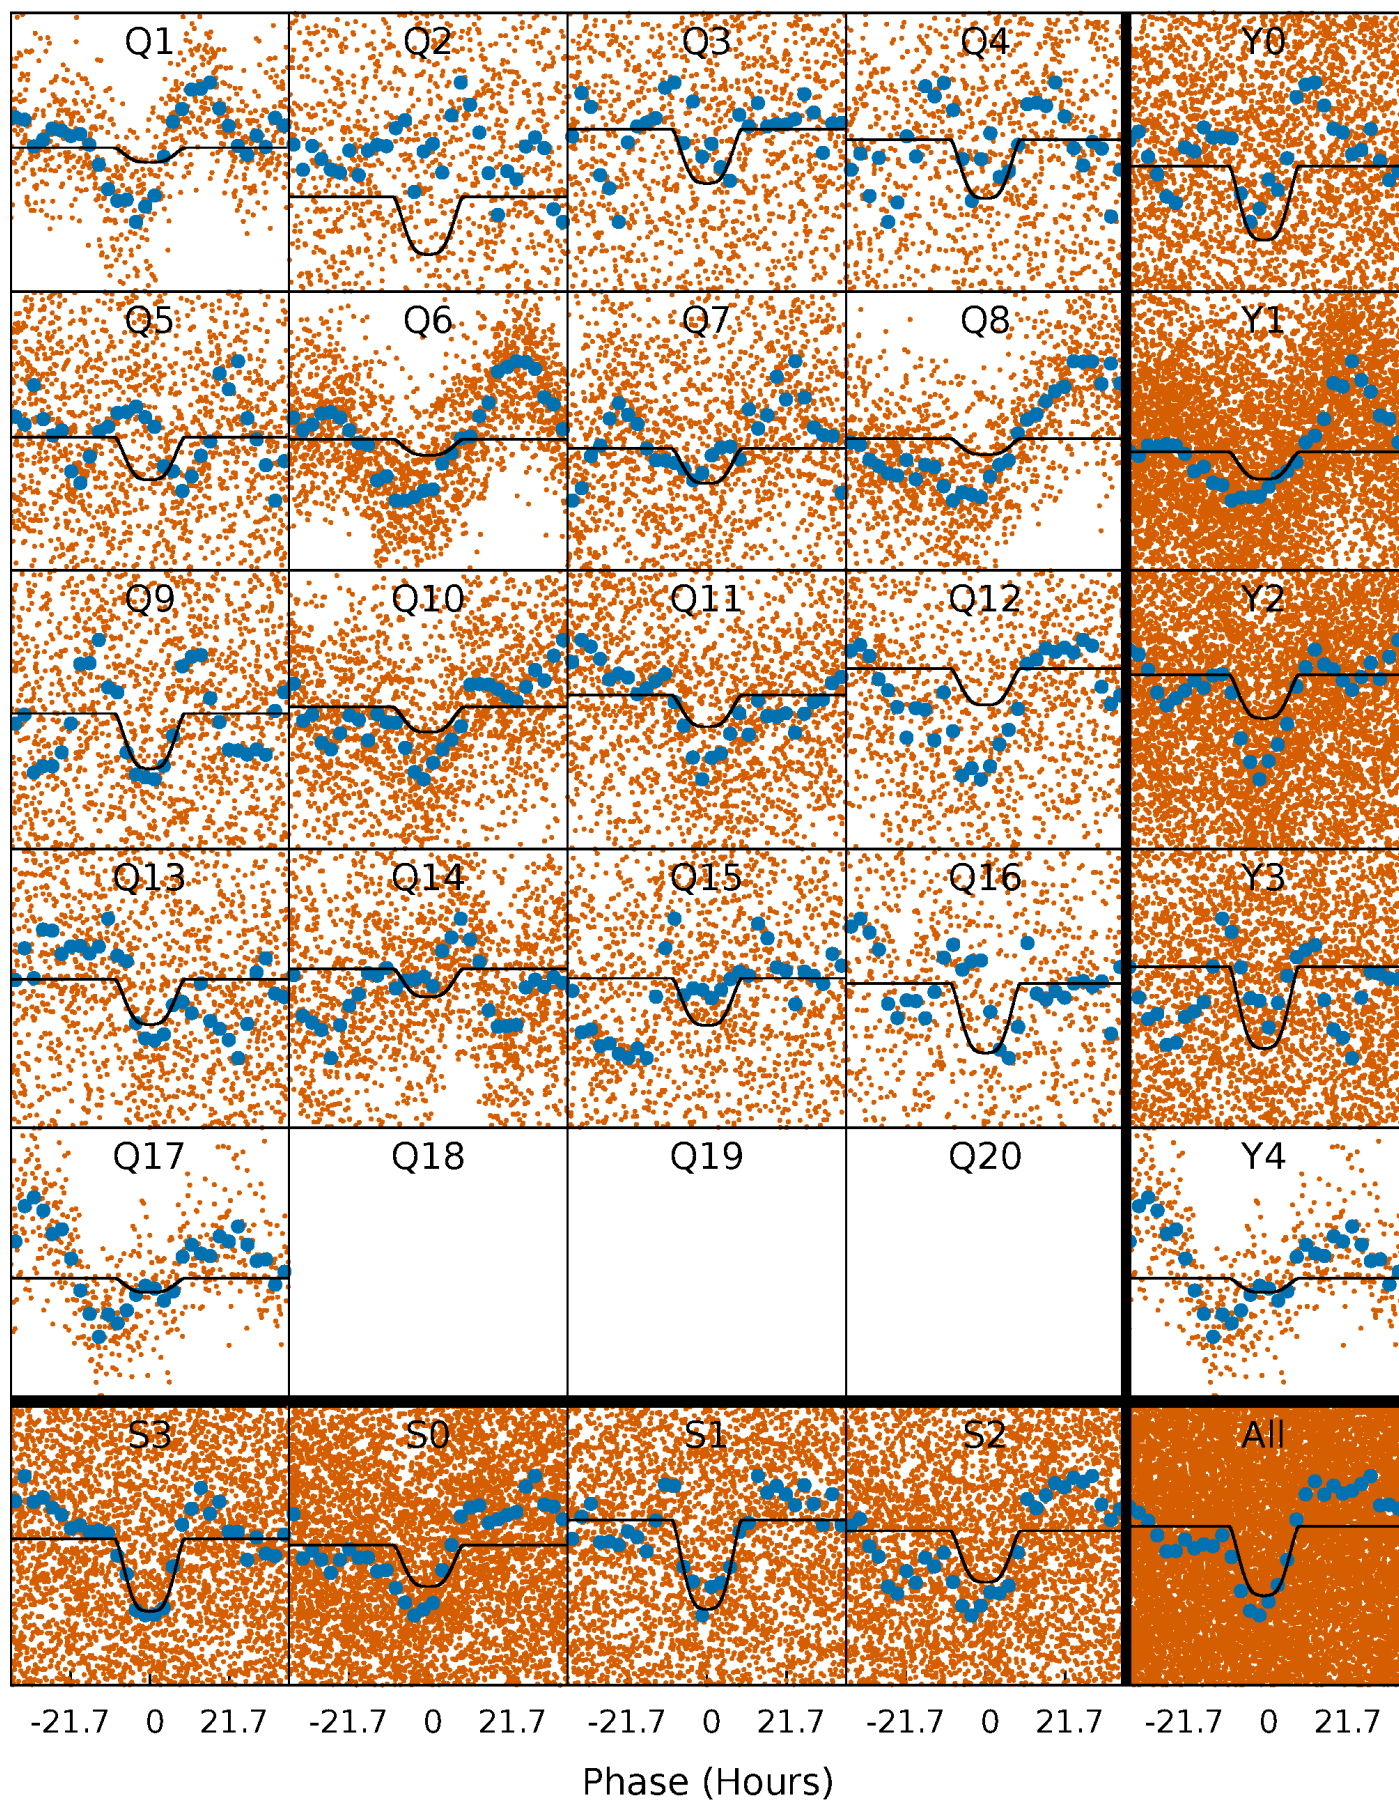 Q1 Q2 Q3 Q4 Y0
Q5 Q6 Q7 Q8 Y1
Q9 Q10 Q11 Q12 Y2
Q13 Q14 Q15 Q16 Y3
Q17 Q18 Q19 Q20 Y4
S3 S0 S1 S2 All
-21.7 0 21.7 -21.7 0 21.7 -21.7 0 21.7 -21.7 0 21.7 -21.7 0 21.7
Phase (Hours)